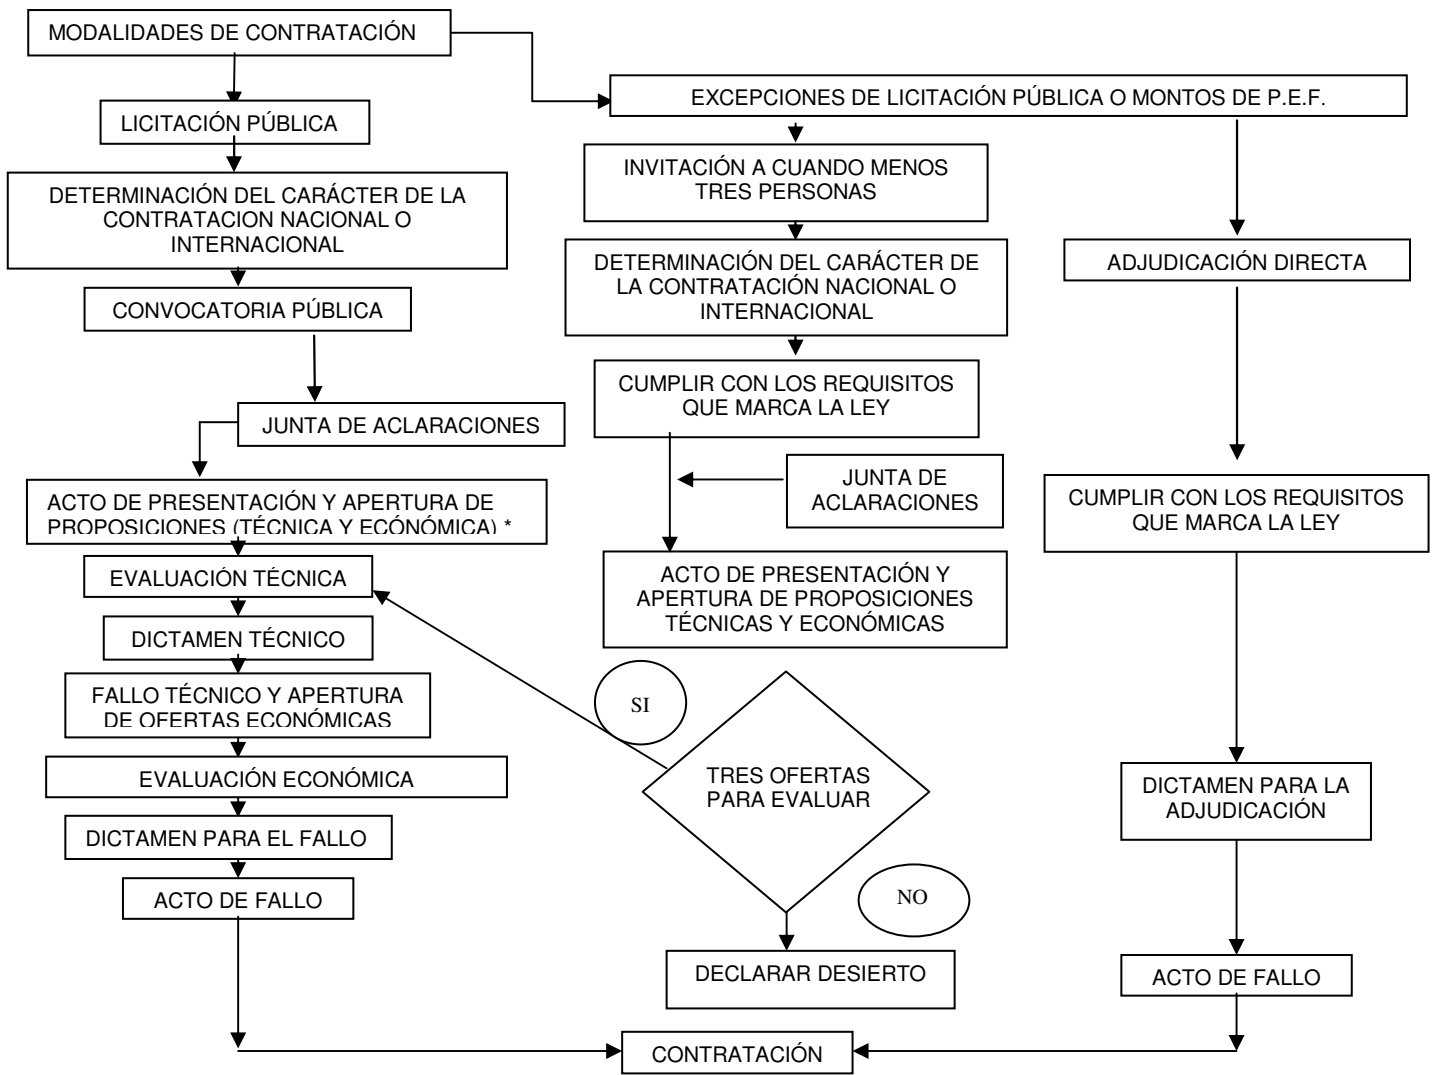 MODALIDADES DE CONTRATACIÓN
LICITACIÓN PÚBLICA
DETERMINACIÓN DEL CARÁCTER DE LA
CONTRATACION NACIONAL O
INTERNACIONAL
CONVOCATORIA PÚBLICA
JUNTA DE ACLARACIONES
ACTO DE PRESENTACIÓN Y APERTURA DE
PROPOSICIONES (TÉCNICA Y ECÓNÓMICA) *
EVALUACIÓN TÉCNICA
DICTAMEN TÉCNICO
FALLO TÉCNICO Y APERTURA
DE OFERTAS ECONÓMICAS
EVALUACIÓN ECONÓMICA
DICTAMEN PARA EL FALLO
ACTO DE FALLO
EXCEPCIONES DE LICITACIÓN PÚBLICA O MONTOS DE P.E.F.
INVITACIÓN A CUANDO MENOS
TRES PERSONAS
DETERMINACIÓN DEL CARÁCTER DE
LA CONTRATACIÓN NACIONAL O
INTERNACIONAL
CUMPLIR CON LOS REQUISITOS
QUE MARCA LA LEY
JUNTA DE
ACLARACIONES
ACTO DE PRESENTACIÓN Y
APERTURA DE PROPOSICIONES
TÉCNICAS Y ECONÓMICAS
SI
TRES OFERTAS
PARA EVALUAR
NO
DECLARAR DESIERTO
ADJUDICACIÓN DIRECTA
CUMPLIR CON LOS REQUISITOS
QUE MARCA LA LEY
DICTAMEN PARA LA
ADJUDICACIÓN
ACTO DE FALLO
CONTRATACIÓN